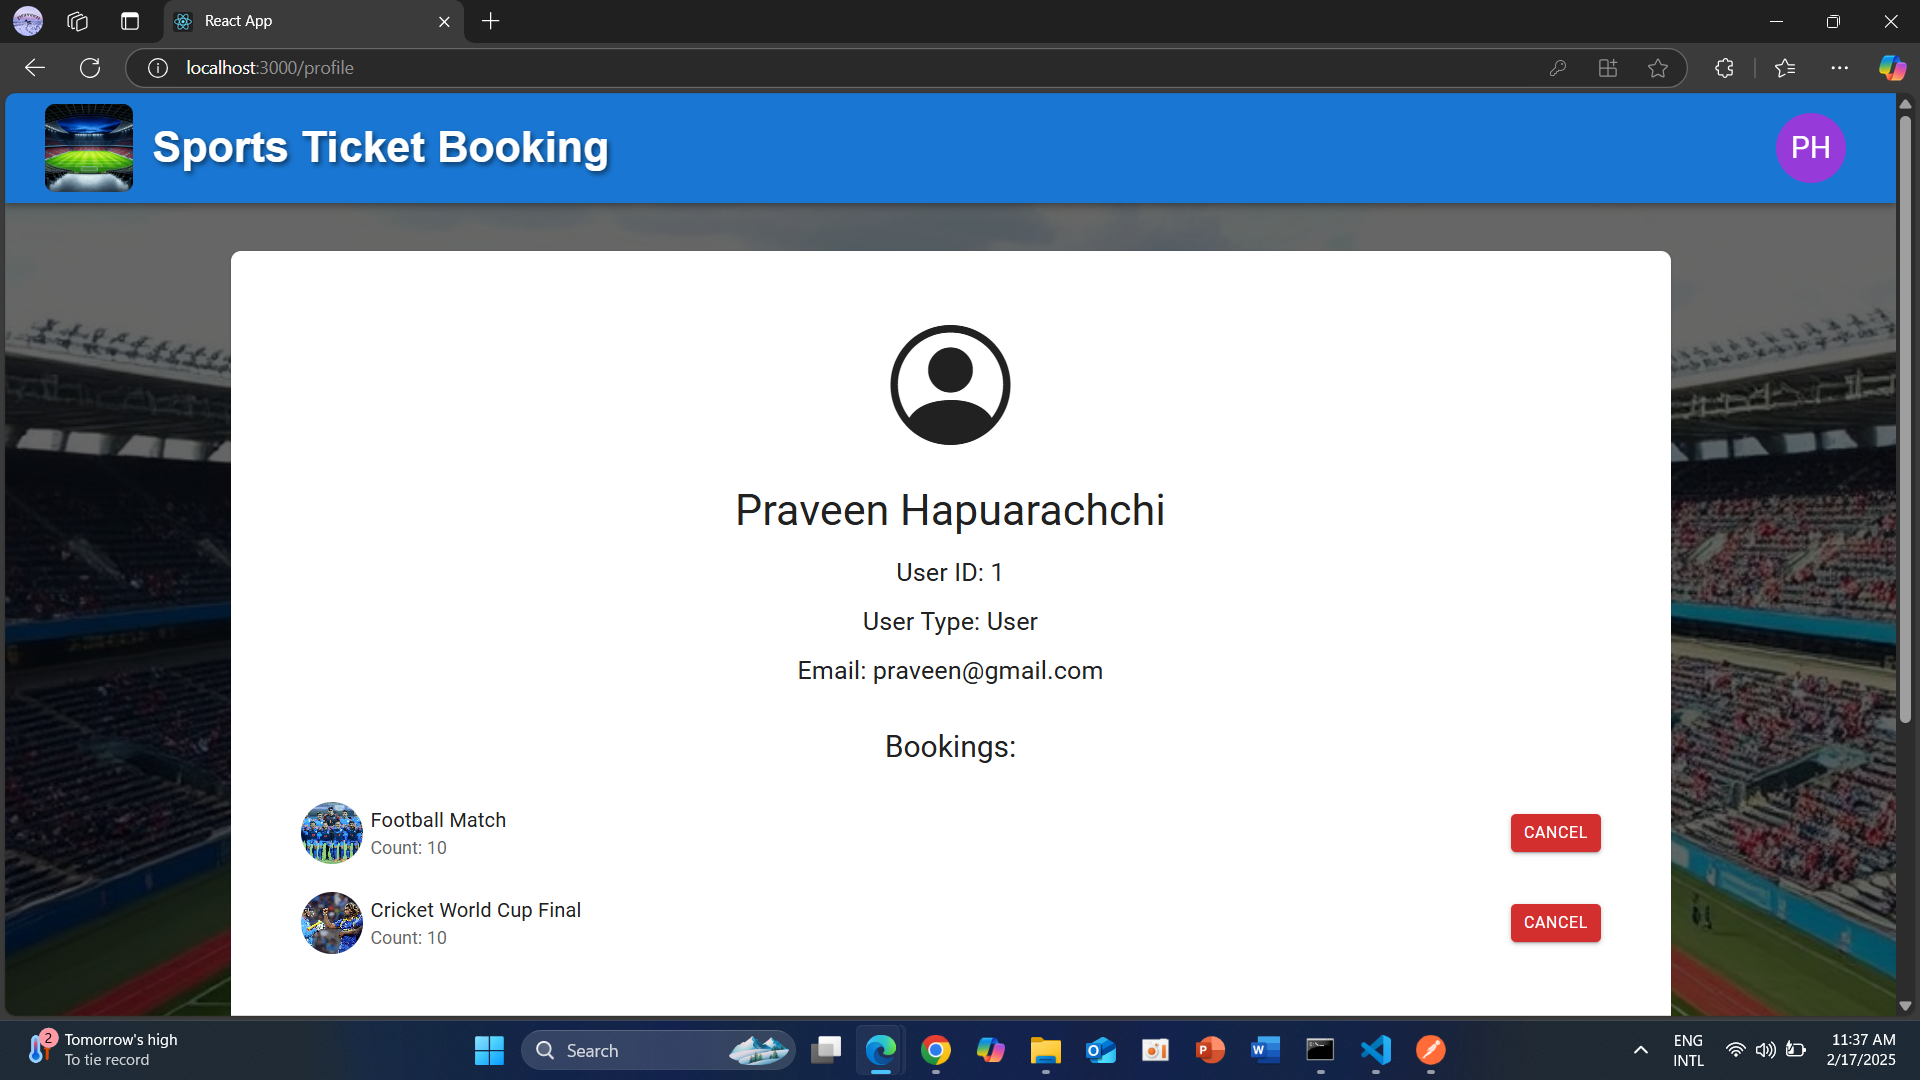 React App
localhost:3000/profile
Sports Ticket Booking
PH
Praveen Hapuarachchi
User ID: 1
User Type: User
Email: praveen@gmail.com
Bookings:
Football Match
Count: 10
CANCEL
Cricket World Cup Final
Count: 10
CANCEL
2
Tomorrow's high
To tie record
Search
ENG
INTL
11:37 AM
2/17/2025